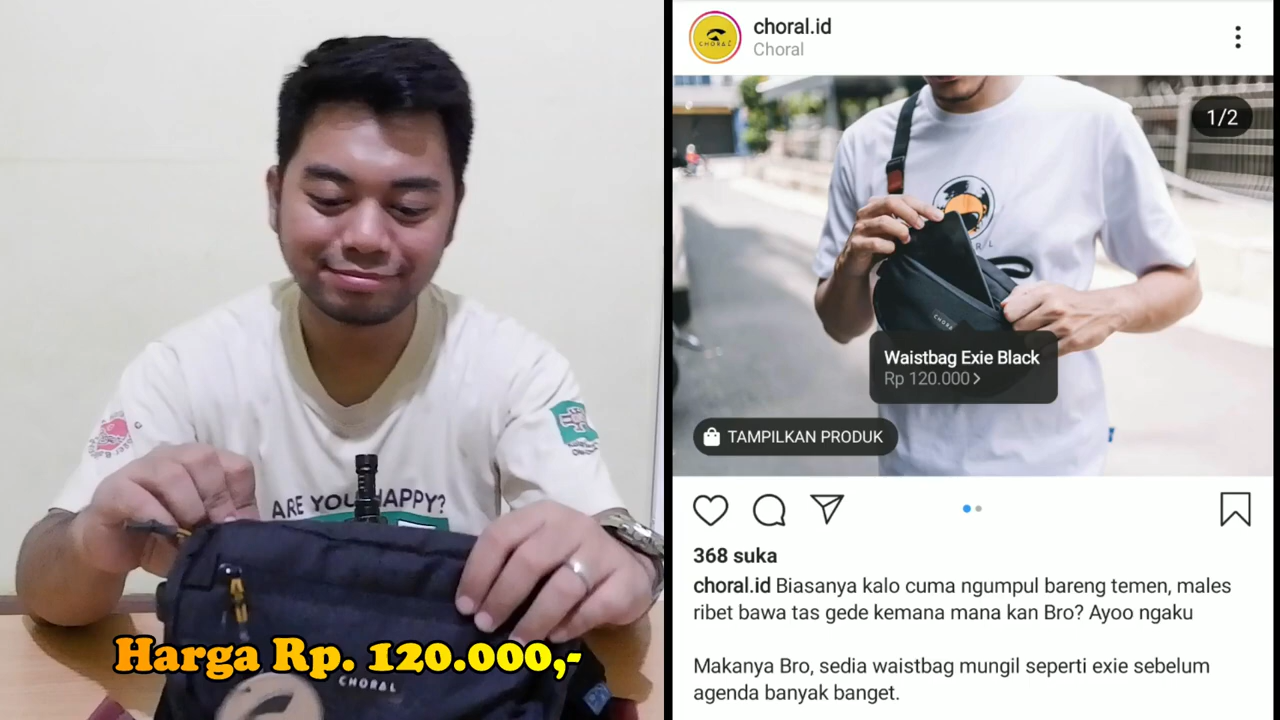 ARE YOU HAPPY?
Harga Rp. 120.000,-
CHORAL
choral.id
Choral
CHORAL
1/2
CHORAL
Waistbag Exie Black
Rp 120.000
TAMPILKAN PRODUK
368 suka
choral.id Biasanya kalo cuma ngumpul bareng temen, males
ribet bawa tas gede kemana mana kan Bro? Ayoo ngaku
Makanya Bro, sedia waistbag mungil seperti exie sebelum
agenda banyak banget.